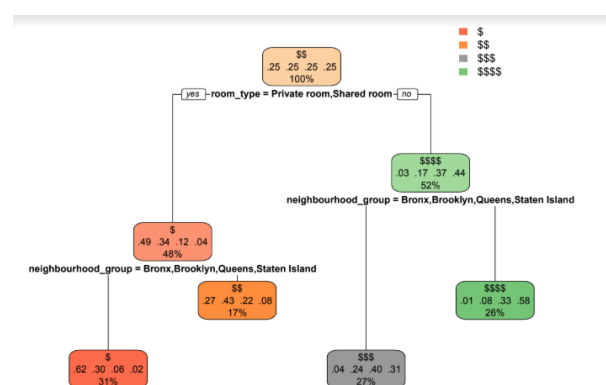 $
$$
$$$
$$$$
$$
.25 .25 .25 .25
100%
yes room_type = Private room,Shared room no
$$$$
.03 .17 .37 .44
52%
neighbourhood_group = Bronx,Brooklyn,Queens,Staten Island
$
.49 .34 .12 .04
48%
neighbourhood_group = Bronx,Brooklyn,Queens,Staten Island
$$
.27 .43 .22 .08
17%
$$$$
.01 .08 .33 .58
26%
$
.62 .30 .06 .02
31%
$$$
.04 .24 .40 .31
27%